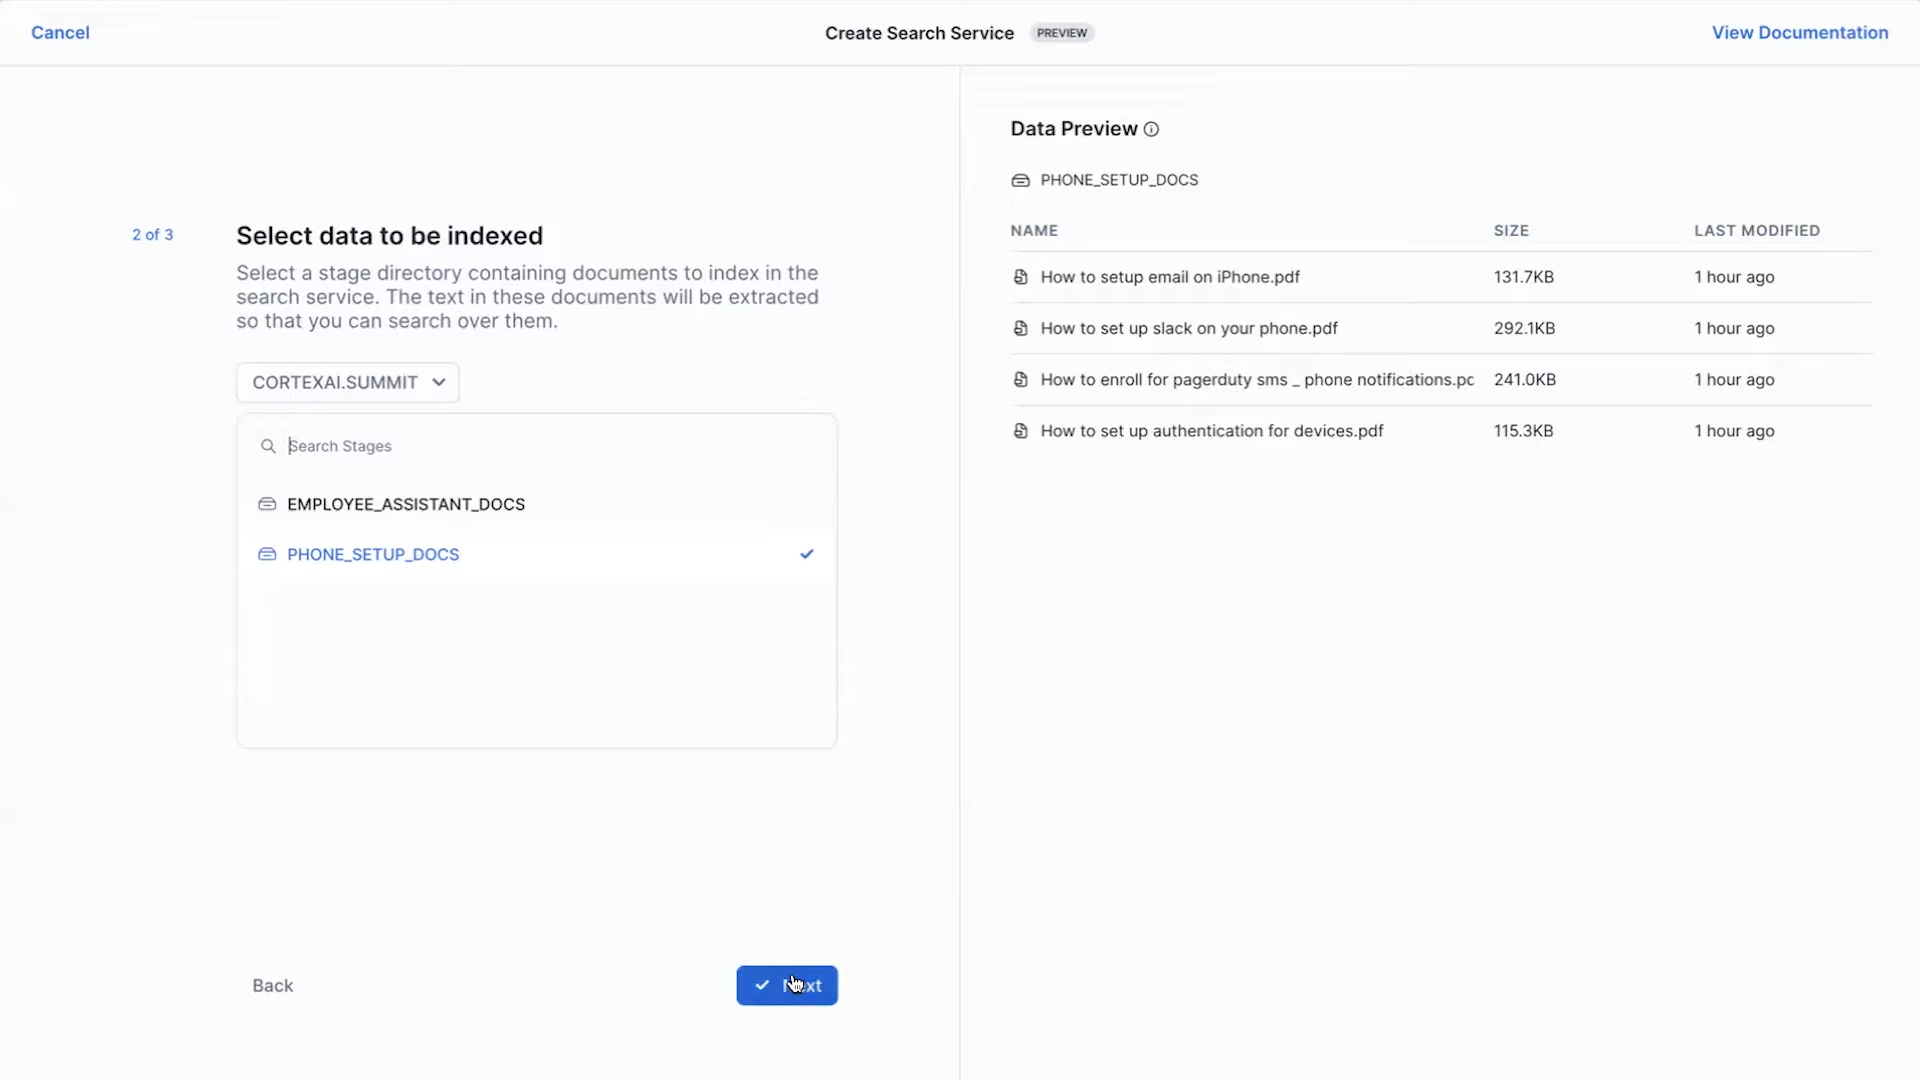 Cancel
Create Search Service PREVIEW
View Documentation
2 of 3
Select data to be indexed
Select a stage directory containing documents to index in the
search service. The text in these documents will be extracted
so that you can search over them.
CORTEXAI.SUMMIT
Search Stages
EMPLOYEE_ASSISTANT_DOCS
PHONE_SETUP_DOCS
Back
Data Preview
PHONE_SETUP_DOCS
NAME SIZE LAST MODIFIED
How to setup email on iPhone.pdf 131.7KB 1 hour ago
How to set up slack on your phone.pdf 292.1KB 1 hour ago
How to enroll for pagerduty sms _ phone notifications.pc 241.0KB 1 hour ago
How to set up authentication for devices.pdf 115.3KB 1 hour ago